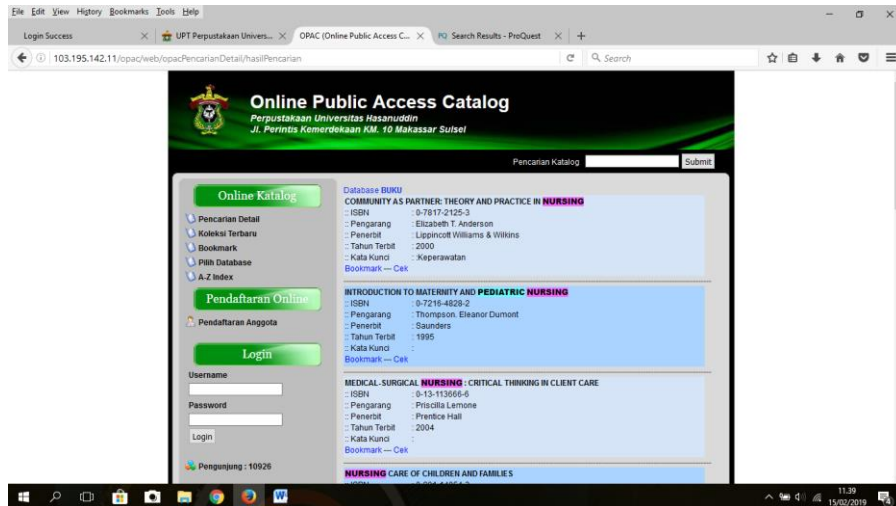 File Edit View History Bookmarks Tools Help
Login Success UPT Perpustakaan Univers... OPAC (Online Public Access C... PQ Search Results - ProQuest
103.195.142.11/opac/web/opacPencarianDetail/hasilPencarian Search
Online Public Access Catalog
Perpustakaan Universitas Hasanuddin
Jl. Perintis Kemerdekaan KM. 10 Makassar Sulsel
Pencarian Katalog Submit
Online Katalog
Pencarian Detail
Koleksi Terbaru
Bookmark
Pilih Database
A-Z Index
Pendaftaran Online
Pendaftaran Anggota
Login
Username
Password
Login
Pengunjung : 10926
Database BUKU
COMMUNITY AS PARTNER: THEORY AND PRACTICE IN NURSING
:: ISBN : 0-7817-2125-3
:: Pengarang : Elizabeth T. Anderson
:: Penerbit : Lippincott Williams & Wilkins
:: Tahun Terbit : 2000
:: Kata Kunci : :Keperawatan
Bookmark --- Cek
INTRODUCTION TO MATERNITY AND PEDIATRIC NURSING
:: ISBN : 0-7216-4828-2
:: Pengarang : Thompson. Eleanor Dumont
:: Penerbit : Saunders
:: Tahun Terbit : 1995
:: Kata Kunci :
Bookmark --- Cek
MEDICAL-SURGICAL NURSING : CRITICAL THINKING IN CLIENT CARE
:: ISBN : 0-13-113666-6
:: Pengarang : Priscilla Lemone
:: Penerbit : Prentice Hall
:: Tahun Terbit : 2004
:: Kata Kunci :
Bookmark --- Cek
NURSING CARE OF CHILDREN AND FAMILIES
11.39
15/02/2019